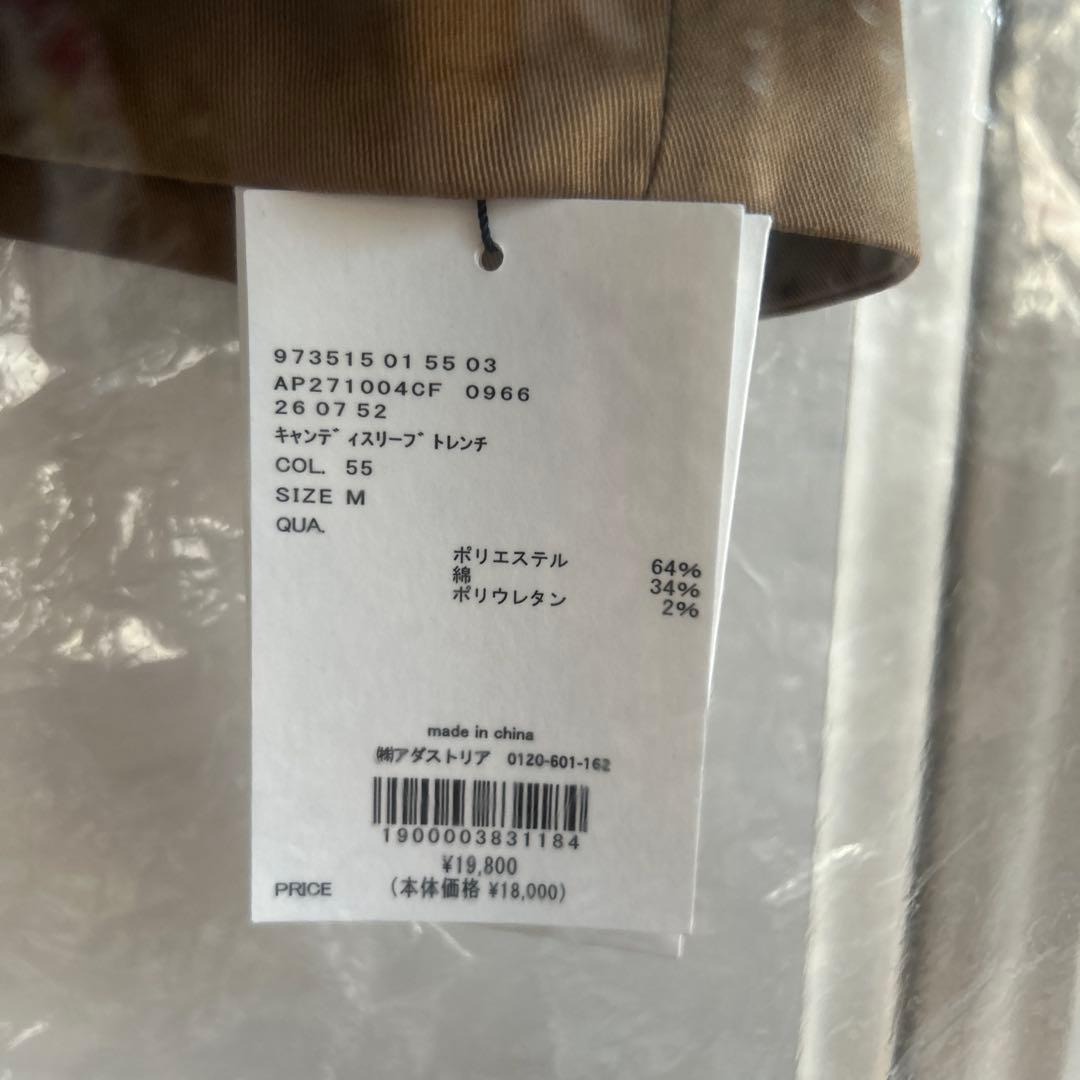 973515 01 55 03
AP271004CF 0966
26 07 52
ｷｬﾝﾃﾞｨｽﾘｰﾌﾞﾄﾚﾝﾁ
COL. 55
SIZE M
QUA.
ポリエステル 64%
綿 34%
ポリウレタン 2%
made in china
㈱アダストリア 0120-601-162
1900003831184
¥19,800
PRICE (本体価格 ¥18,000)